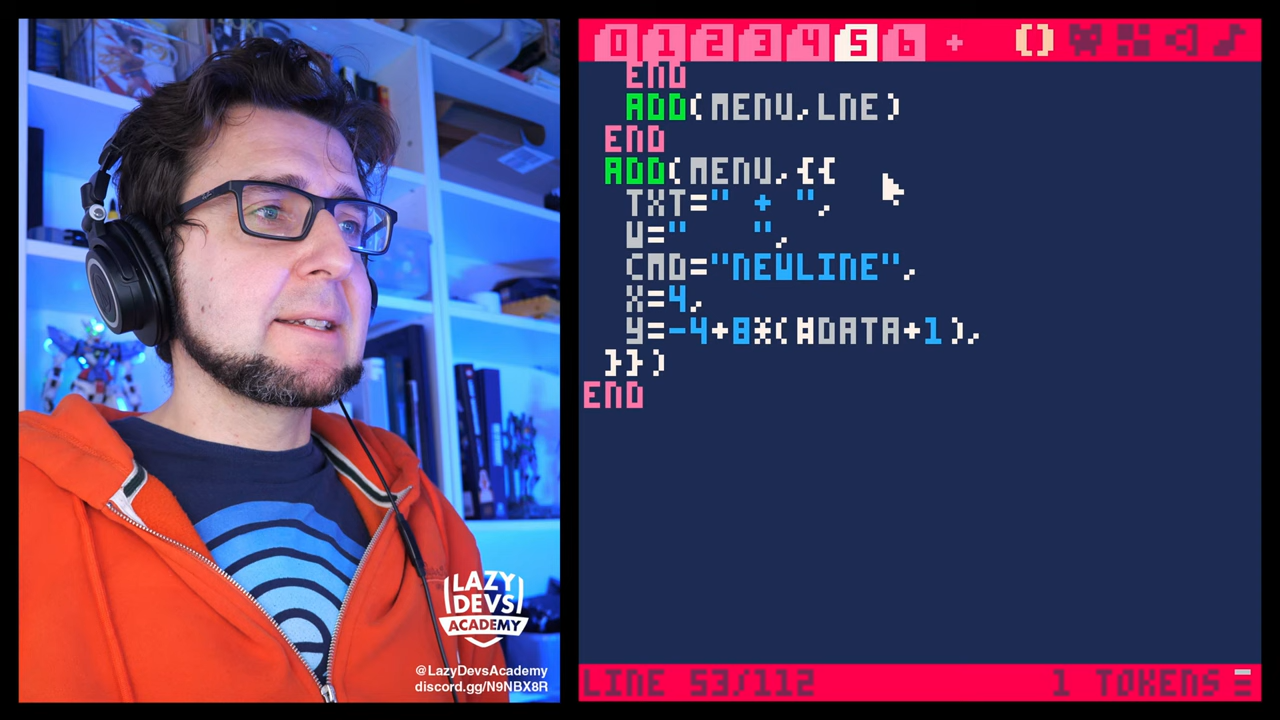 0 1 2 3 4 5 6 + ()
END
ADD(MENU,LNE)
END
ADD(MENU,{{
TXT=" + ",
W="   ",
CMD="NEWLINE",
X=4,
Y=-4+8*(#DATA+1),
}})
END
LINE 53/112 1 TOKENS
LAZY
DEVS
ACADEMY
@LazyDevsAcademy
discord.gg/N9NBX8R